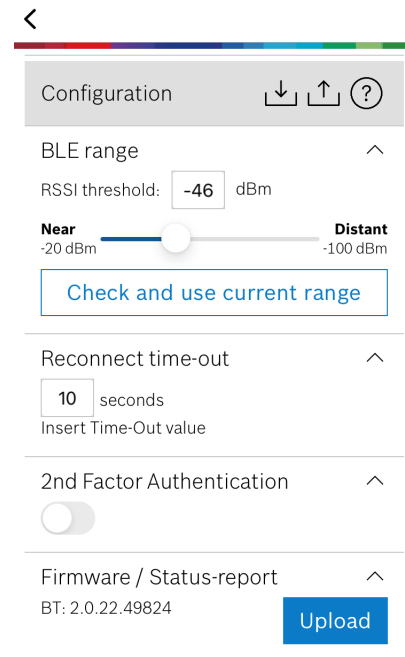 Configuration
?
BLE range
RSSI threshold: -46 dBm
Near Distant
-20 dBm -100 dBm
Check and use current range
Reconnect time-out
10 seconds
Insert Time-Out value
2nd Factor Authentication
Firmware / Status-report
BT: 2.0.22.49824
Upload